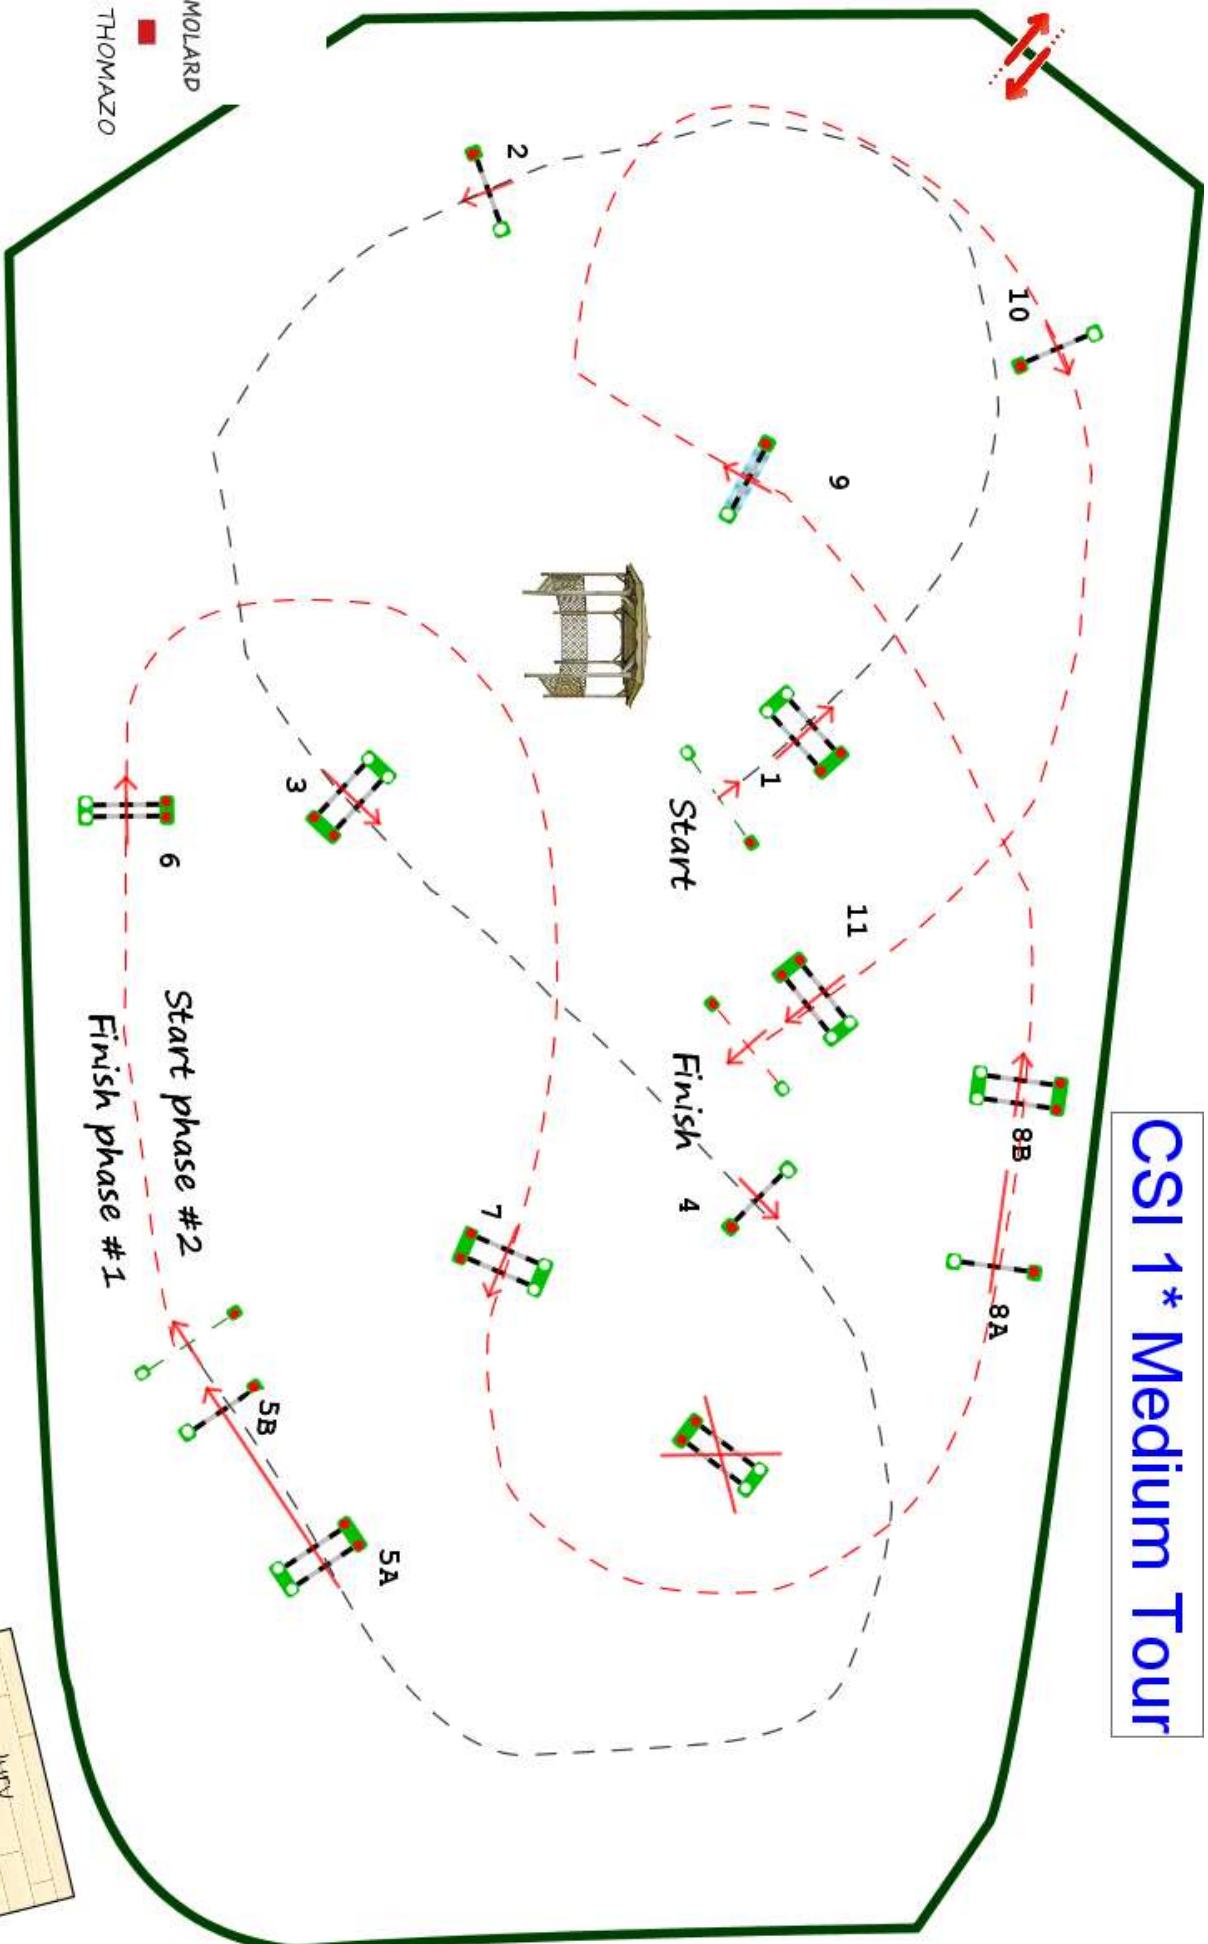 CSI 1* Medium Tour
MOLARD
THOMAZO
2
10
9
1
Start
3
6
11
Finish
4
7
8B
8A
Start phase #2
Finish phase #1
5B
5A
Jury